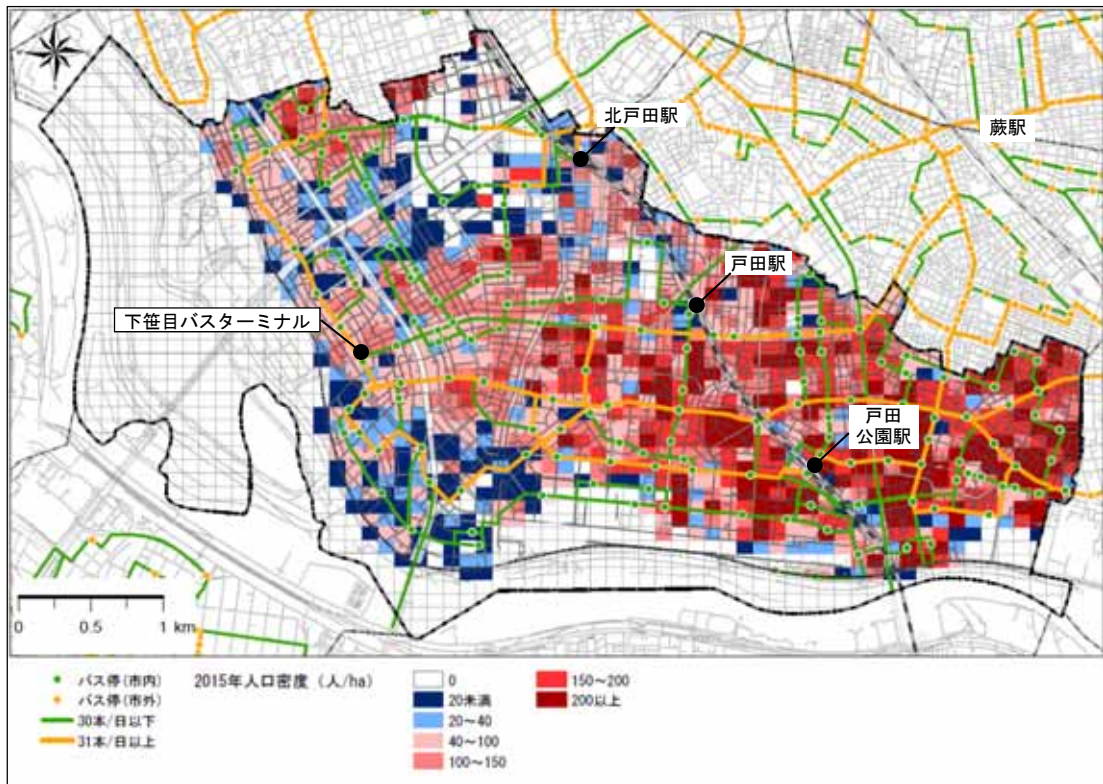 北戸田駅
蕨駅
戸田駅
下笹目バスターミナル
戸田
公園駅
0 0.5 1 km
バス停(市内)
バス停(市外)
30本/日以下
31本/日以上
2015年人口密度（人/ha）
0
20未満
20～40
40～100
100～150
150～200
200以上